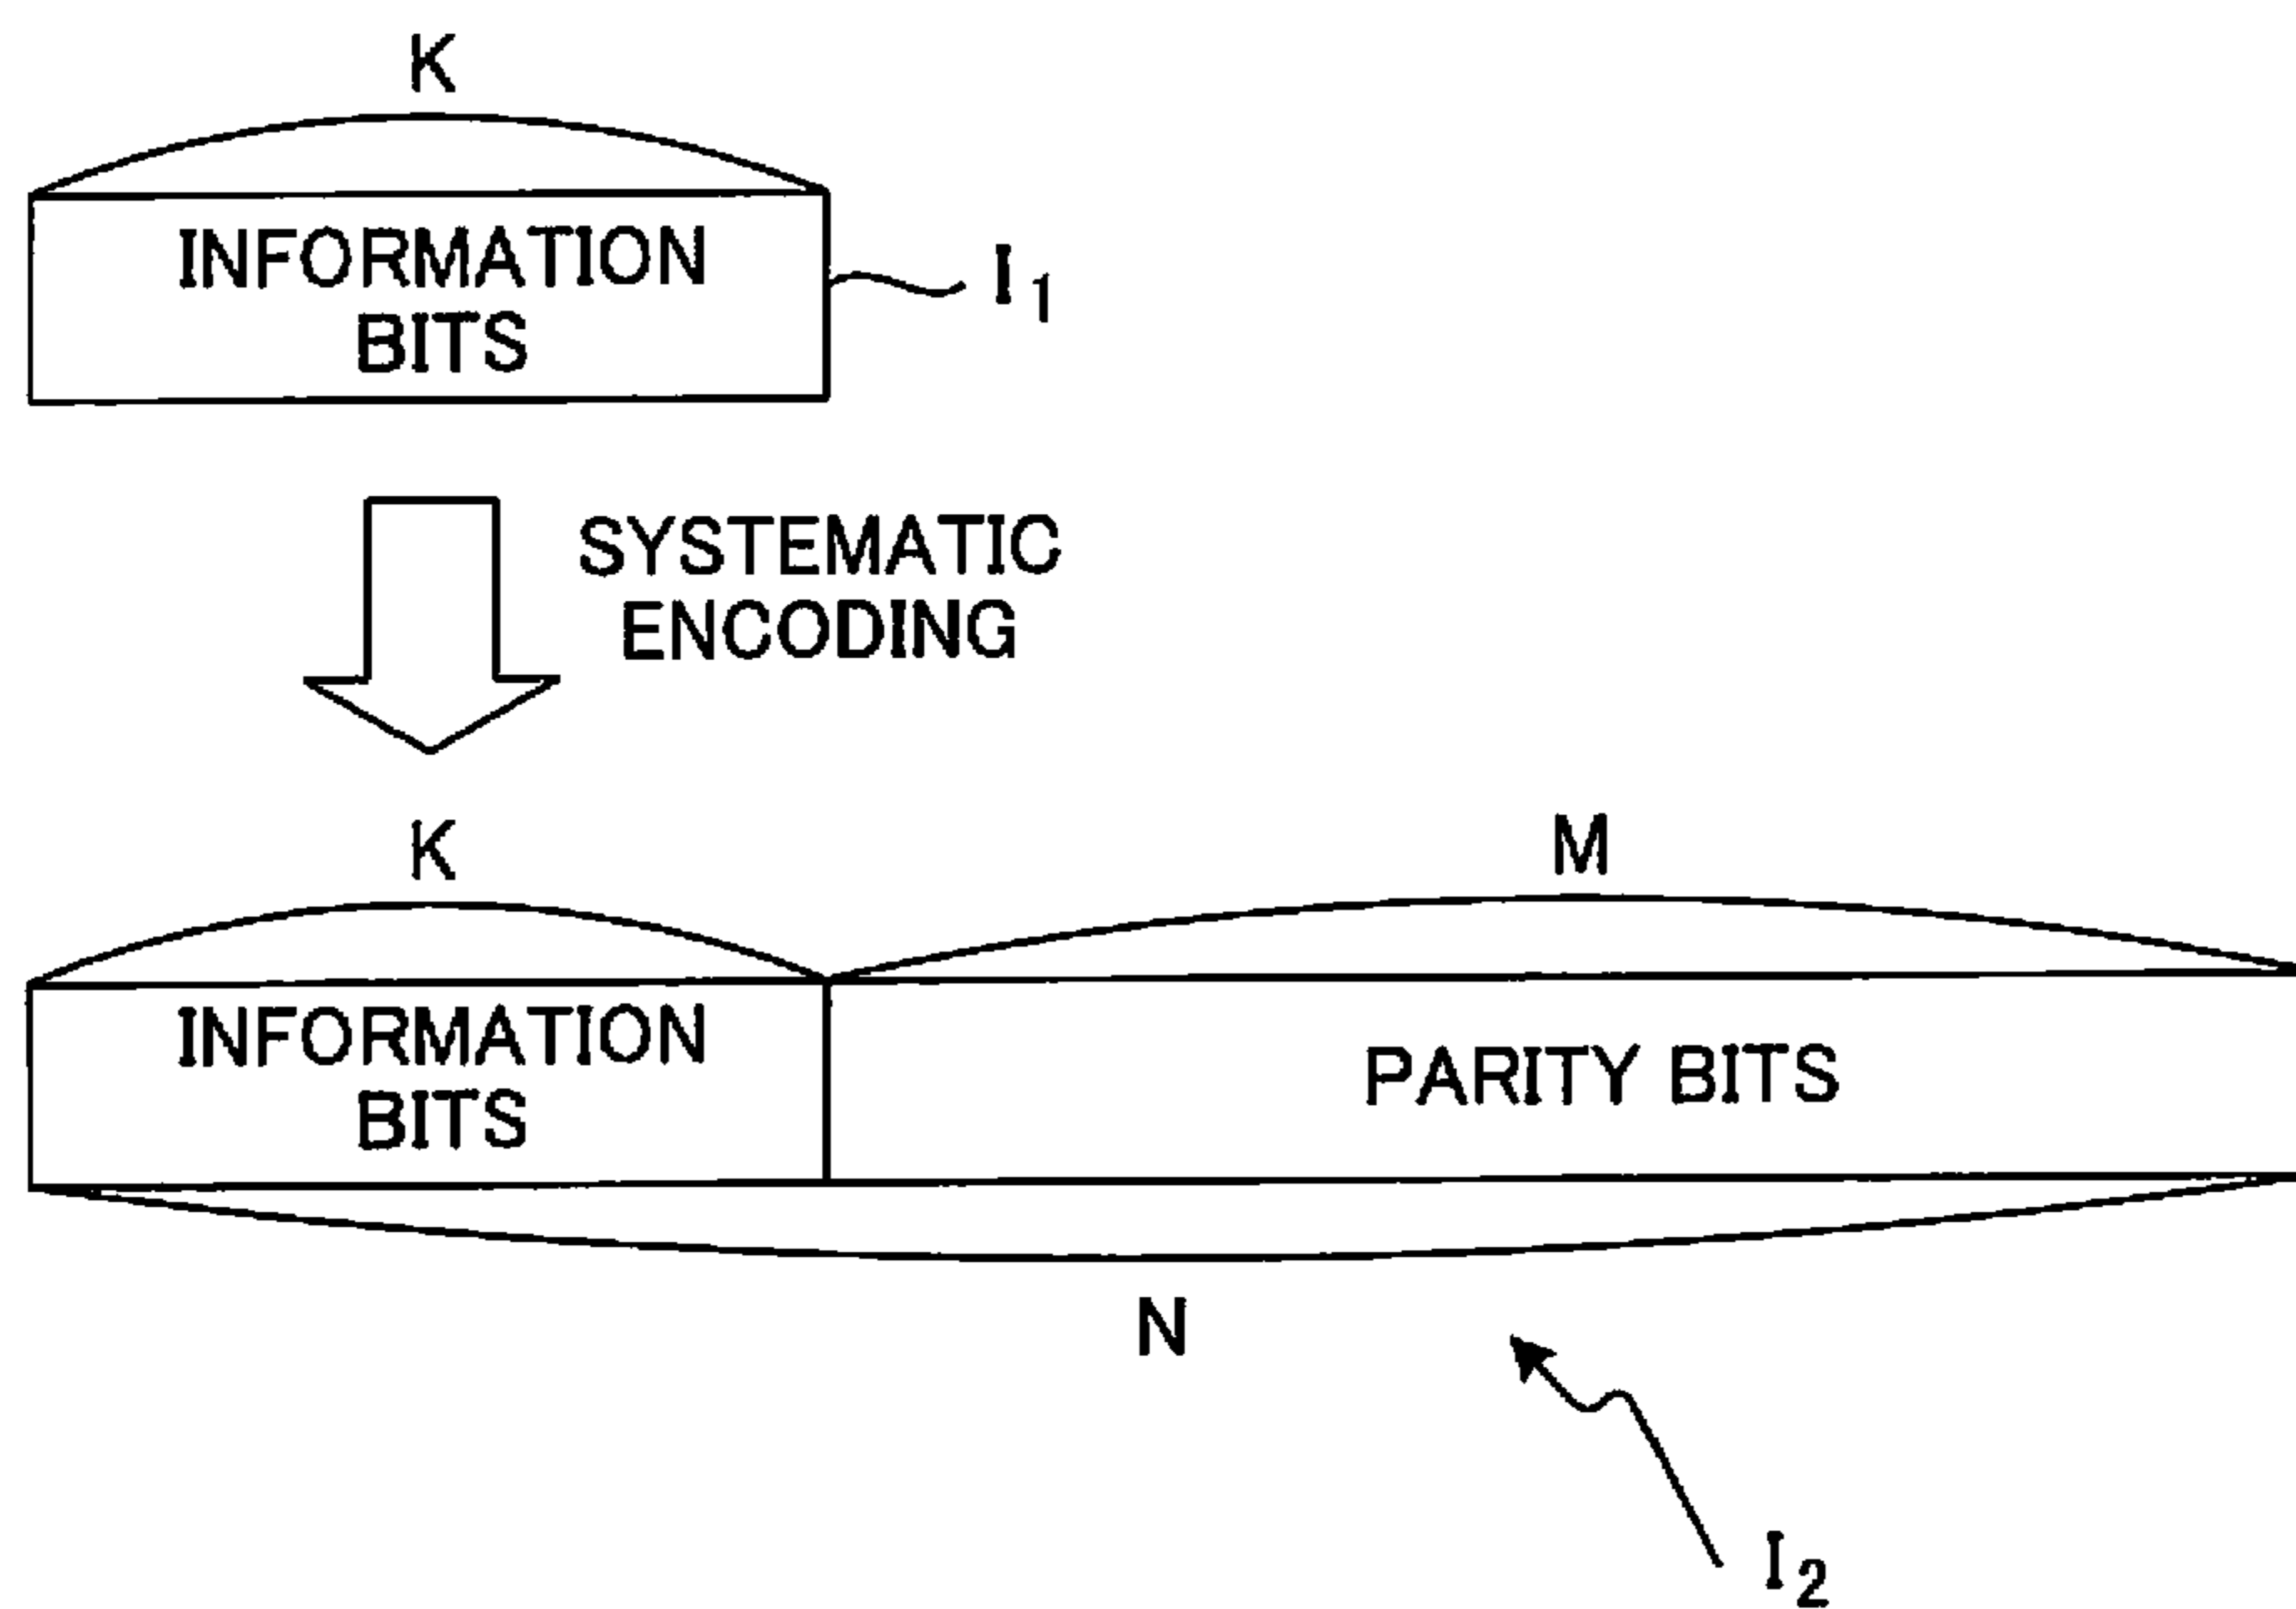 K
INFORMATION
BITS
I1
SYSTEMATIC
ENCODING
K
M
INFORMATION
BITS
PARITY BITS
N
I2